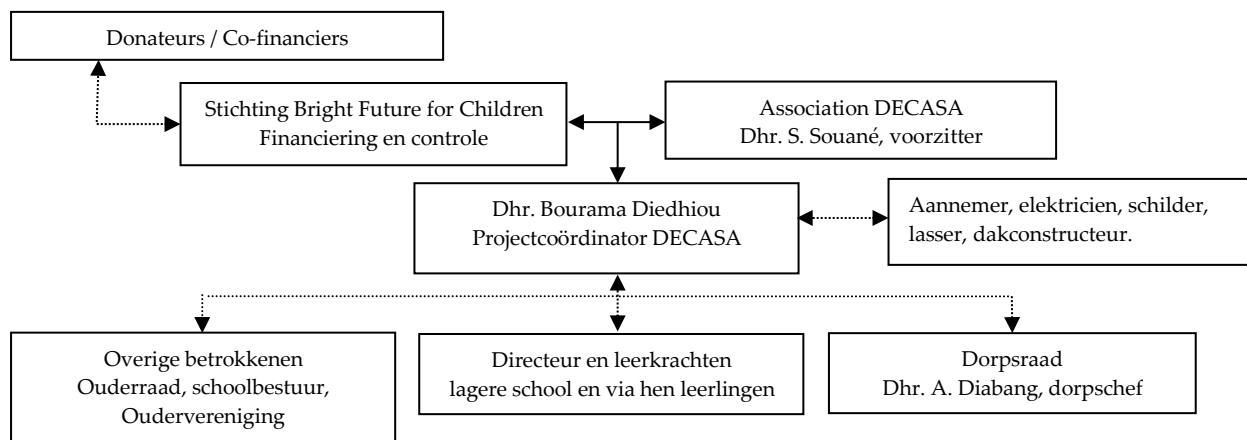 Donateurs / Co-financiers
Stichting Bright Future for Children
Financiering en controle
Association DECASA
Dhr. S. Souané, voorzitter
Dhr. Bourama Diedhiou
Projectcoördinator DECASA
Aannemer, elektricien, schilder,
lasser, dakconstructeur.
Overige betrokkenen
Ouderraad, schoolbestuur,
Oudervereniging
Directeur en leerkrachten
lagere school en via hen leerlingen
Dorpsraad
Dhr. A. Diabang, dorpschef